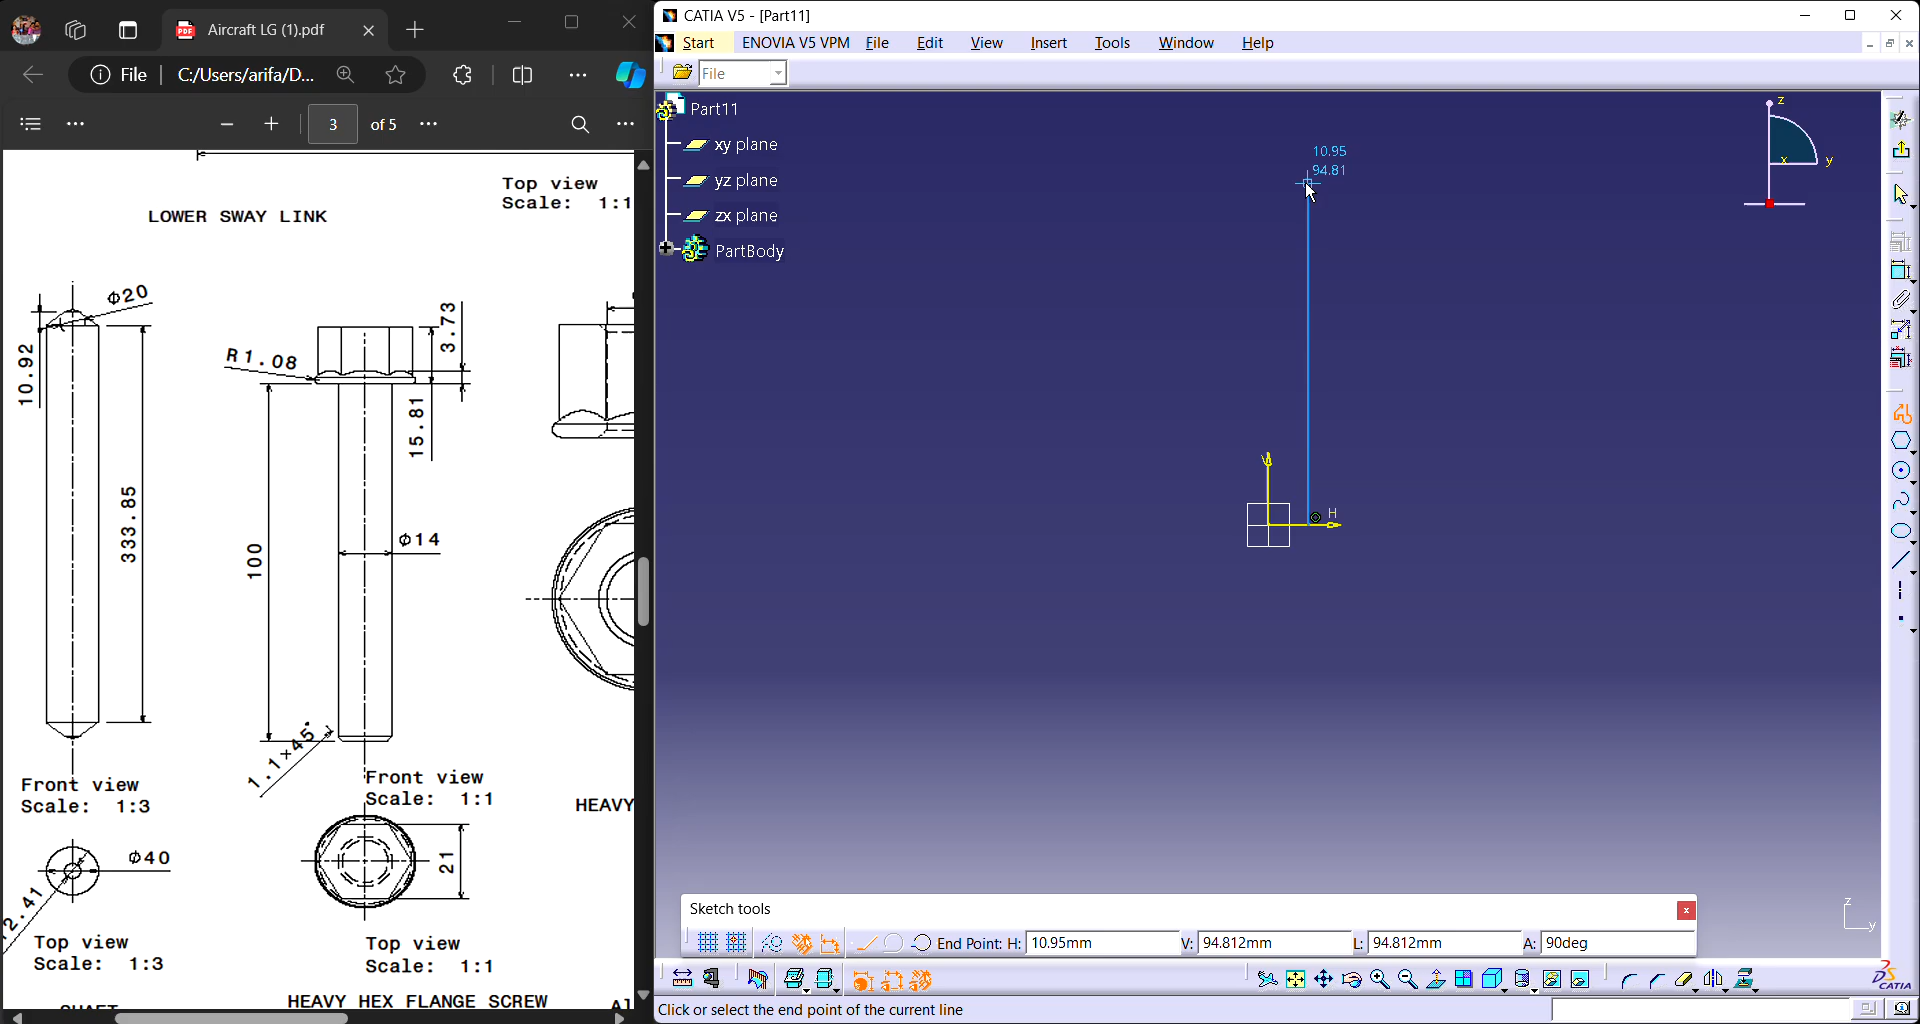 Aircraft LG (1).pdf
File
C:/Users/arifa/D...
3
of 5
Top view
Scale: 1:1
LOWER SWAY LINK
Φ20
10.92
333.85
R1.08
3.73
15.81
100
Φ14
1.1×45°
Front view
Scale: 1:3
Front view
Scale: 1:1
HEAVY
Φ40
2.41
21
Top view
Scale: 1:3
Top view
Scale: 1:1
HEAVY HEX FLANGE SCREW
CATIA V5 - [Part11]
Start
ENOVIA V5 VPM
File
Edit
View
Insert
Tools
Window
Help
File
Part11
xy plane
yz plane
zx plane
PartBody
10.95
94.81
V
H
z
x
y
z
y
Sketch tools
End Point: H: 10.95mm V: 94.812mm L: 94.812mm A: 90deg
CATIA
Click or select the end point of the current line